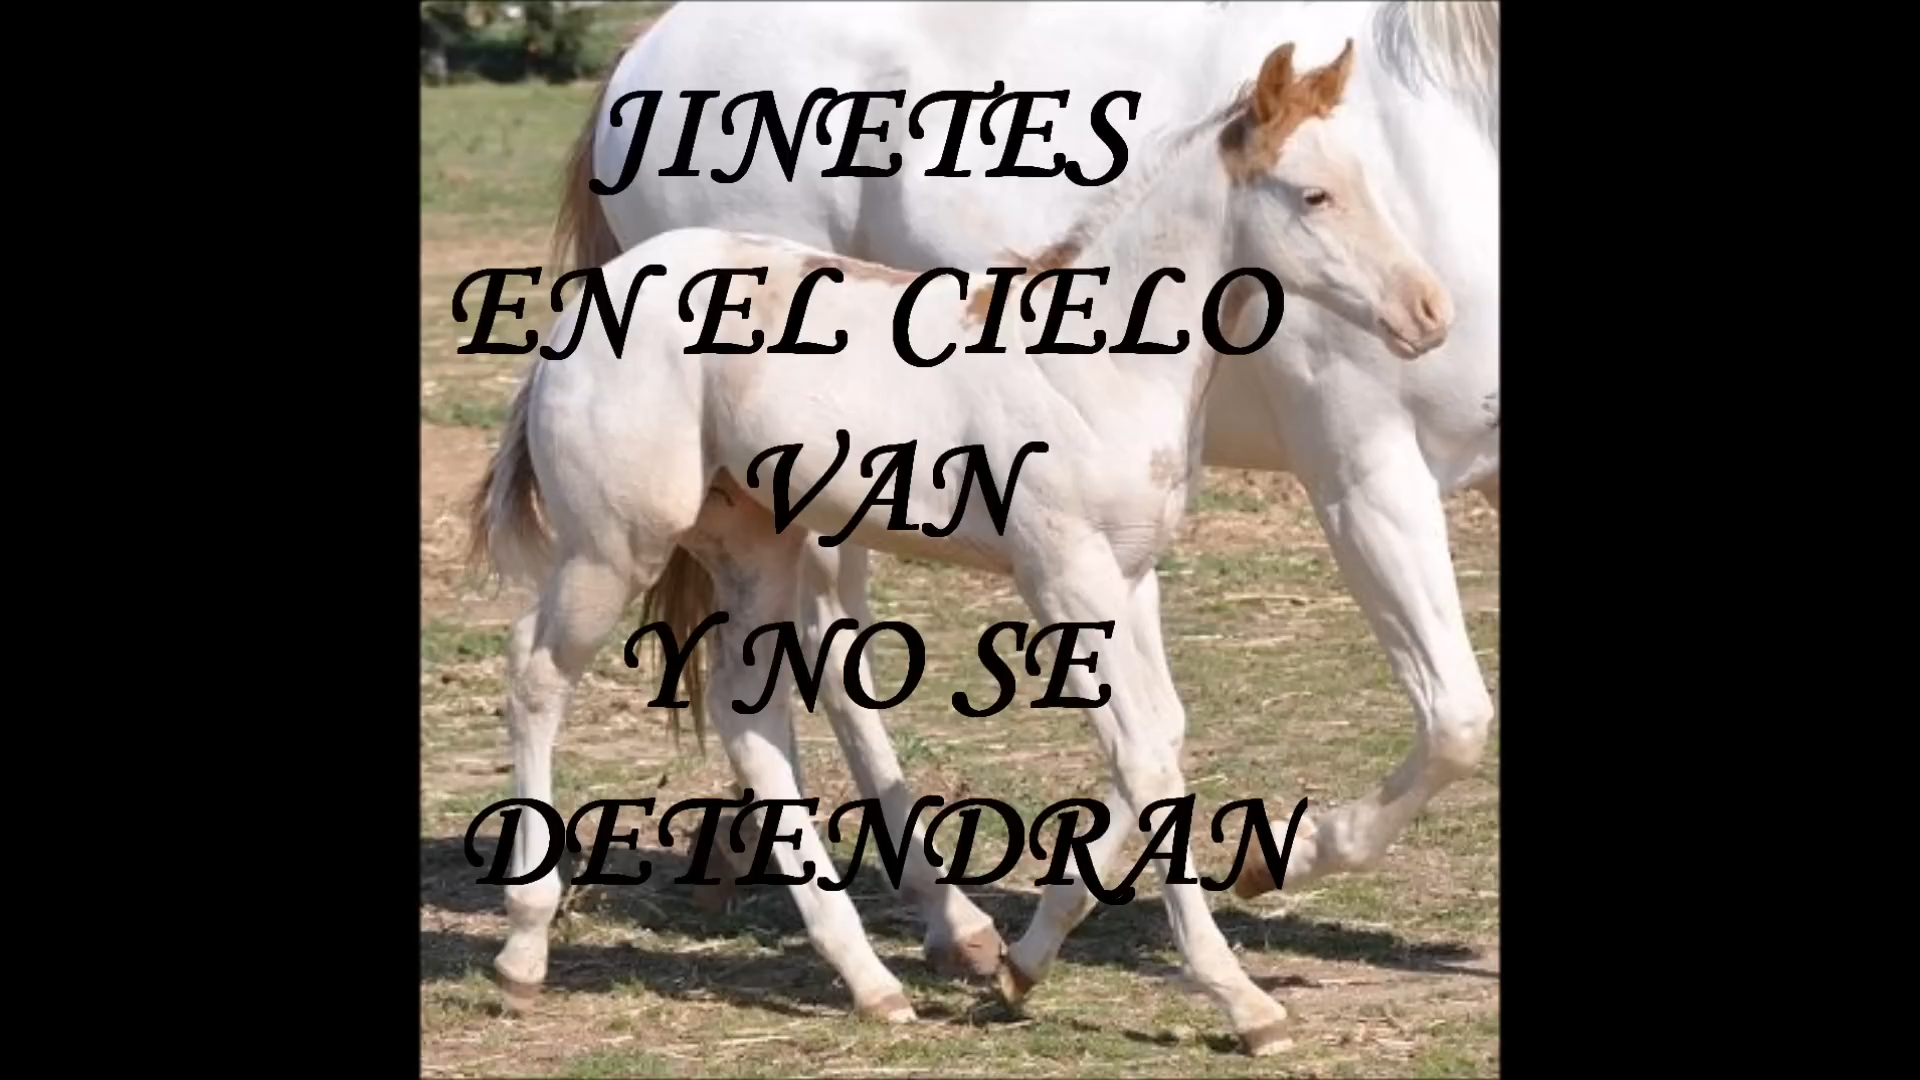 JINETES
EN EL CIELO
VAN
Y NO SE
DETENDRAN